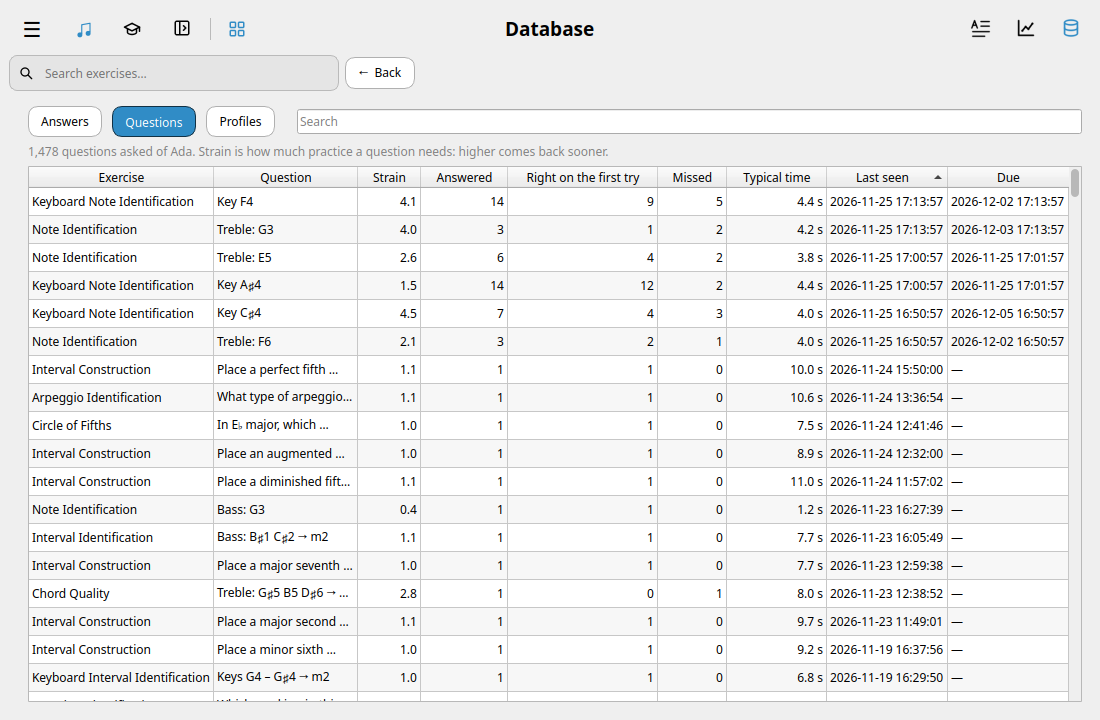 Database
Search exercises...
← Back
Answers Questions Profiles Search
1,478 questions asked of Ada. Strain is how much practice a question needs: higher comes back sooner.
Exercise Question Strain Answered Right on the first try Missed Typical time Last seen Due
Keyboard Note Identification Key F4 4.1 14 9 5 4.4 s 2026-11-25 17:13:57 2026-12-02 17:13:57
Note Identification Treble: G3 4.0 3 1 2 4.2 s 2026-11-25 17:13:57 2026-12-03 17:13:57
Note Identification Treble: E5 2.6 6 4 2 3.8 s 2026-11-25 17:00:57 2026-11-25 17:01:57
Keyboard Note Identification Key A♯4 1.5 14 12 2 4.4 s 2026-11-25 17:00:57 2026-11-25 17:01:57
Keyboard Note Identification Key C♯4 4.5 7 4 3 4.0 s 2026-11-25 16:50:57 2026-12-05 16:50:57
Note Identification Treble: F6 2.1 3 2 1 4.0 s 2026-11-25 16:50:57 2026-12-02 16:50:57
Interval Construction Place a perfect fifth ... 1.1 1 1 0 10.0 s 2026-11-24 15:50:00 —
Arpeggio Identification What type of arpeggio... 1.1 1 1 0 10.6 s 2026-11-24 13:36:54 —
Circle of Fifths In E♭ major, which ... 1.0 1 1 0 7.5 s 2026-11-24 12:41:46 —
Interval Construction Place an augmented ... 1.0 1 1 0 8.9 s 2026-11-24 12:32:00 —
Interval Construction Place a diminished fift... 1.1 1 1 0 11.0 s 2026-11-24 11:57:02 —
Note Identification Bass: G3 0.4 1 1 0 1.2 s 2026-11-23 16:27:39 —
Interval Identification Bass: B♯1 C♯2 → m2 1.1 1 1 0 7.7 s 2026-11-23 16:05:49 —
Interval Construction Place a major seventh ... 1.0 1 1 0 7.7 s 2026-11-23 12:59:38 —
Chord Quality Treble: G♯5 B5 D♯6 → ... 2.8 1 0 1 8.0 s 2026-11-23 12:38:52 —
Interval Construction Place a major second ... 1.1 1 1 0 9.7 s 2026-11-23 11:49:01 —
Interval Construction Place a minor sixth ... 1.0 1 1 0 9.2 s 2026-11-19 16:37:56 —
Keyboard Interval Identification Keys G4 – G♯4 → m2 1.0 1 1 0 6.8 s 2026-11-19 16:29:50 —